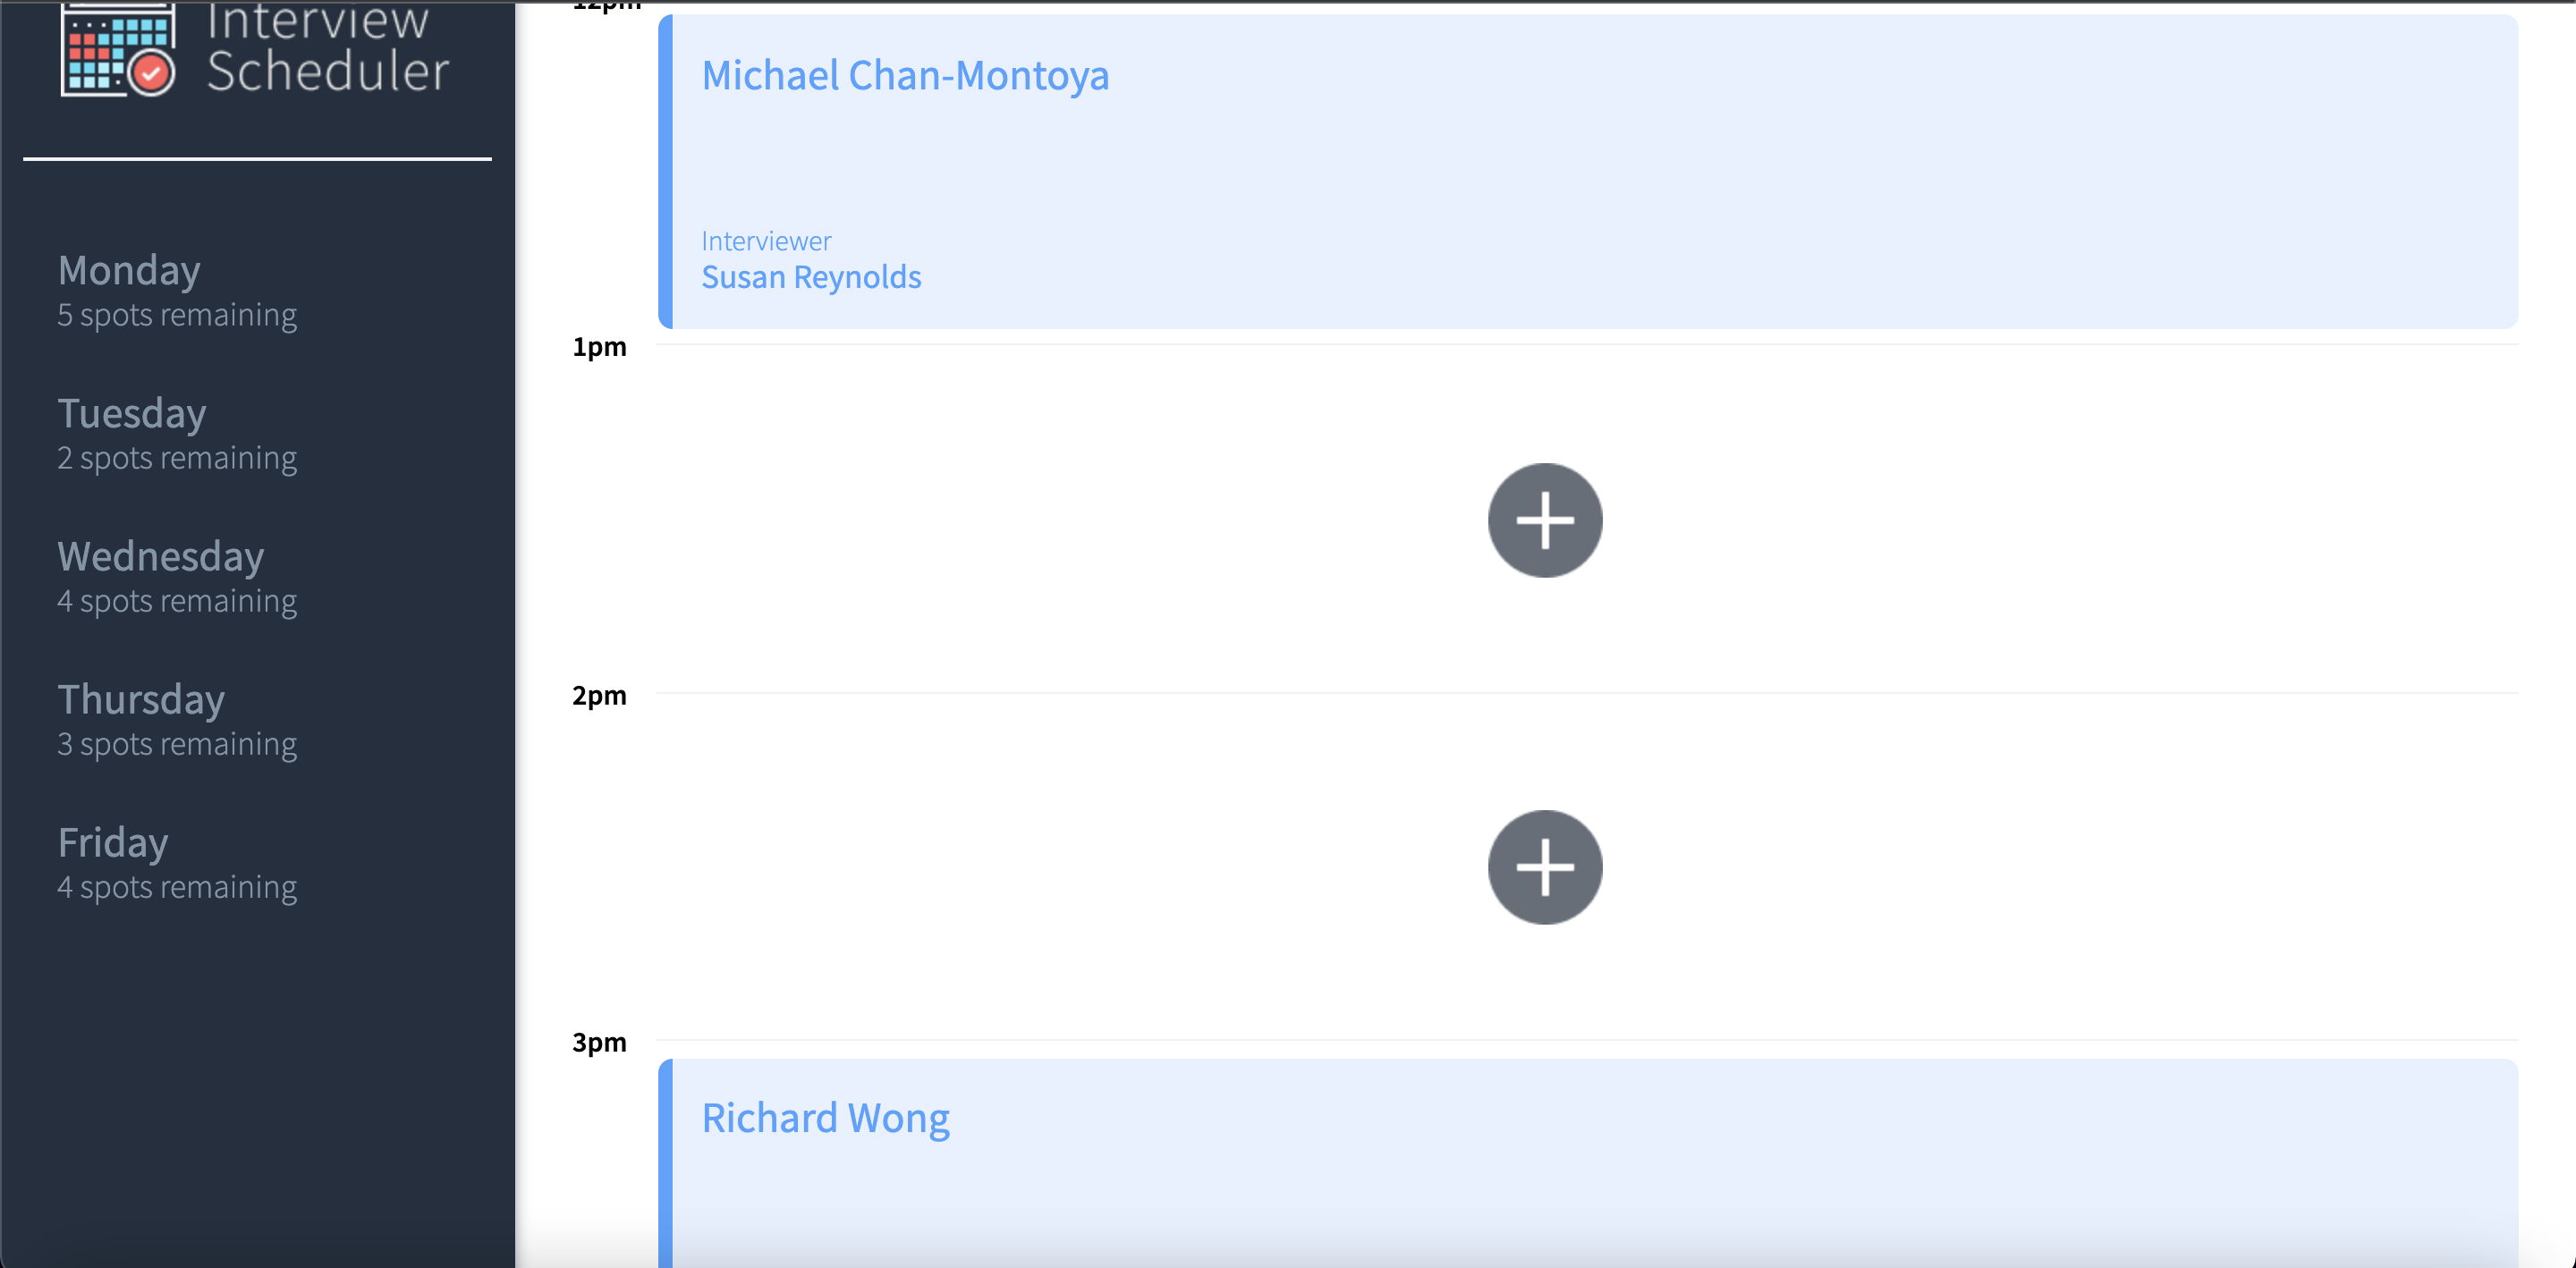 Interview
Scheduler
Monday
5 spots remaining
Tuesday
2 spots remaining
Wednesday
4 spots remaining
Thursday
3 spots remaining
Friday
4 spots remaining
12pm
Michael Chan-Montoya
Interviewer
Susan Reynolds
1pm
2pm
3pm
Richard Wong